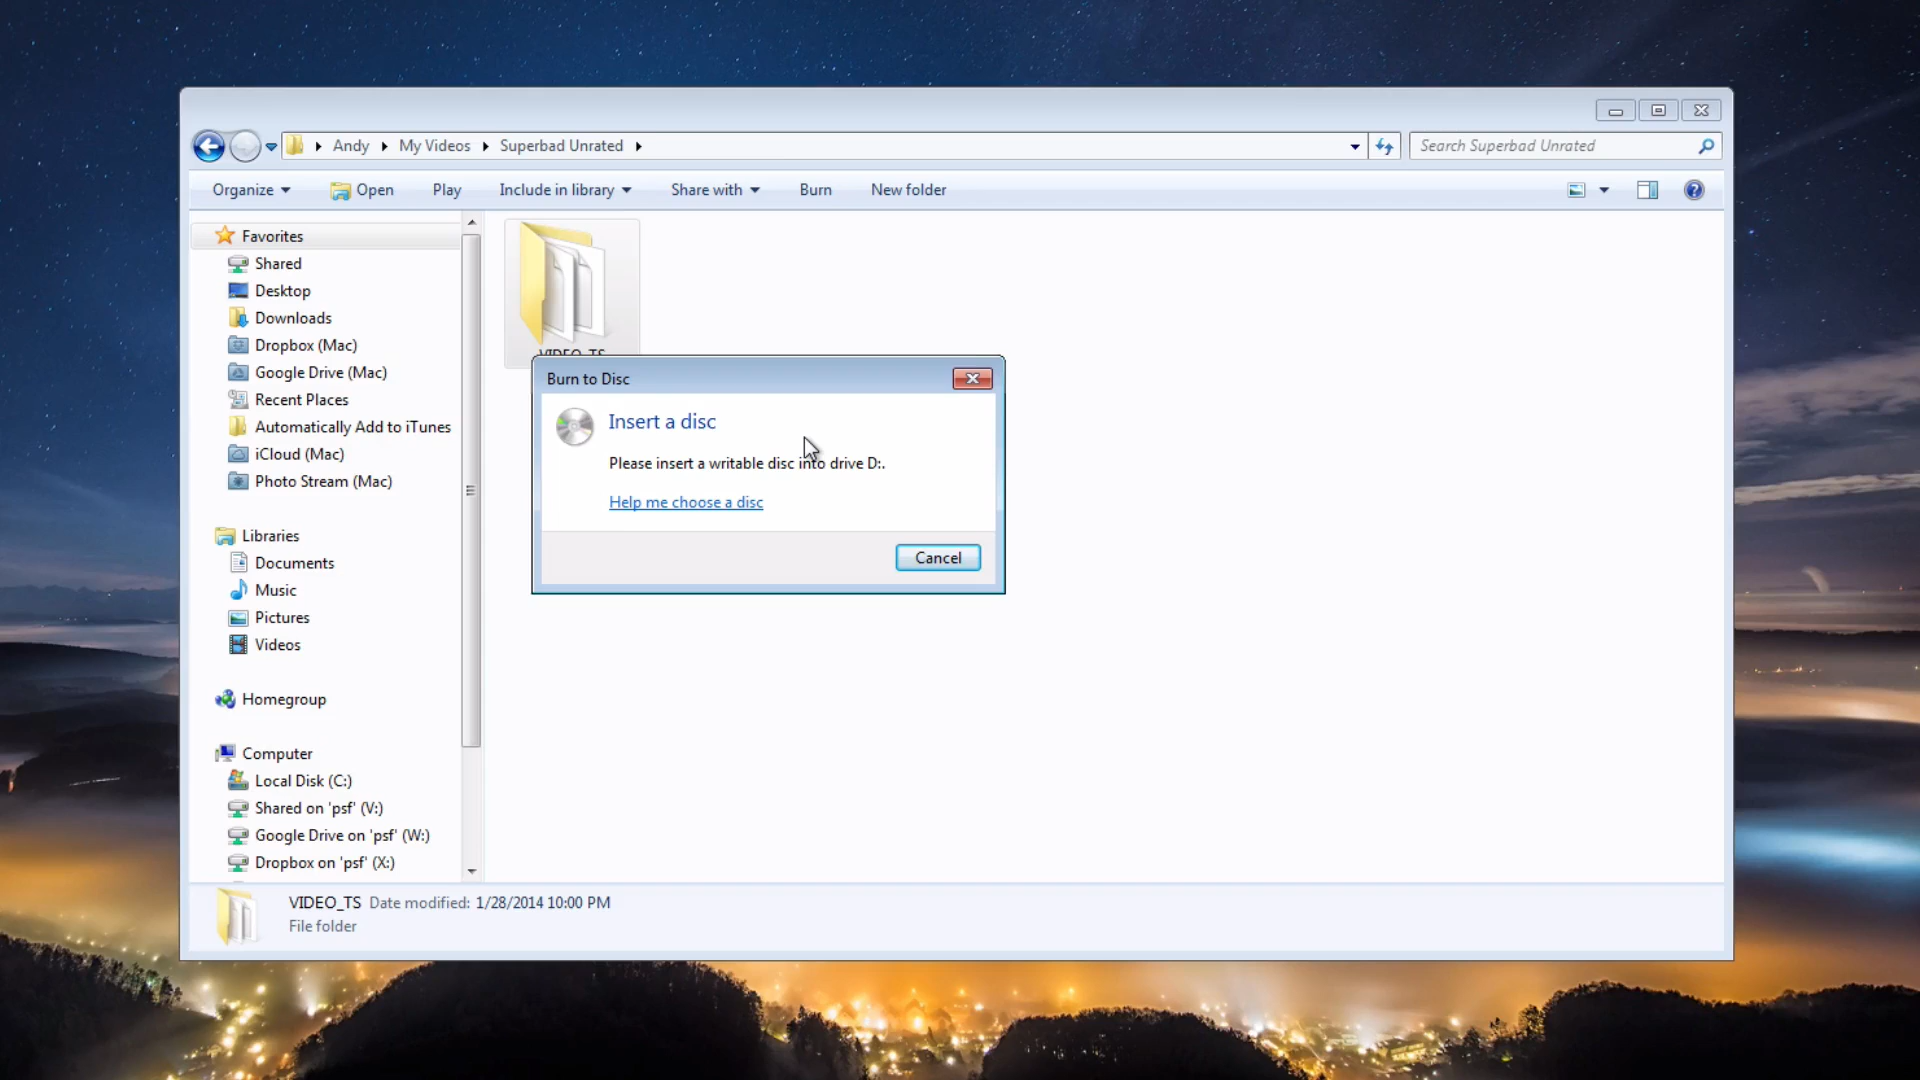 Andy My Videos Superbad Unrated
Search Superbad Unrated
Organize Open Play Include in library Share with Burn New folder
Favorites
Shared
Desktop
Downloads
Dropbox (Mac)
Google Drive (Mac)
Recent Places
Automatically Add to iTunes
iCloud (Mac)
Photo Stream (Mac)
Libraries
Documents
Music
Pictures
Videos
Homegroup
Computer
Local Disk (C:)
Shared on 'psf' (V:)
Google Drive on 'psf' (W:)
Dropbox on 'psf' (X:)
VIDEO_TS
Burn to Disc
Insert a disc
Please insert a writable disc into drive D:.
Help me choose a disc
Cancel
VIDEO_TS Date modified: 1/28/2014 10:00 PM
File folder